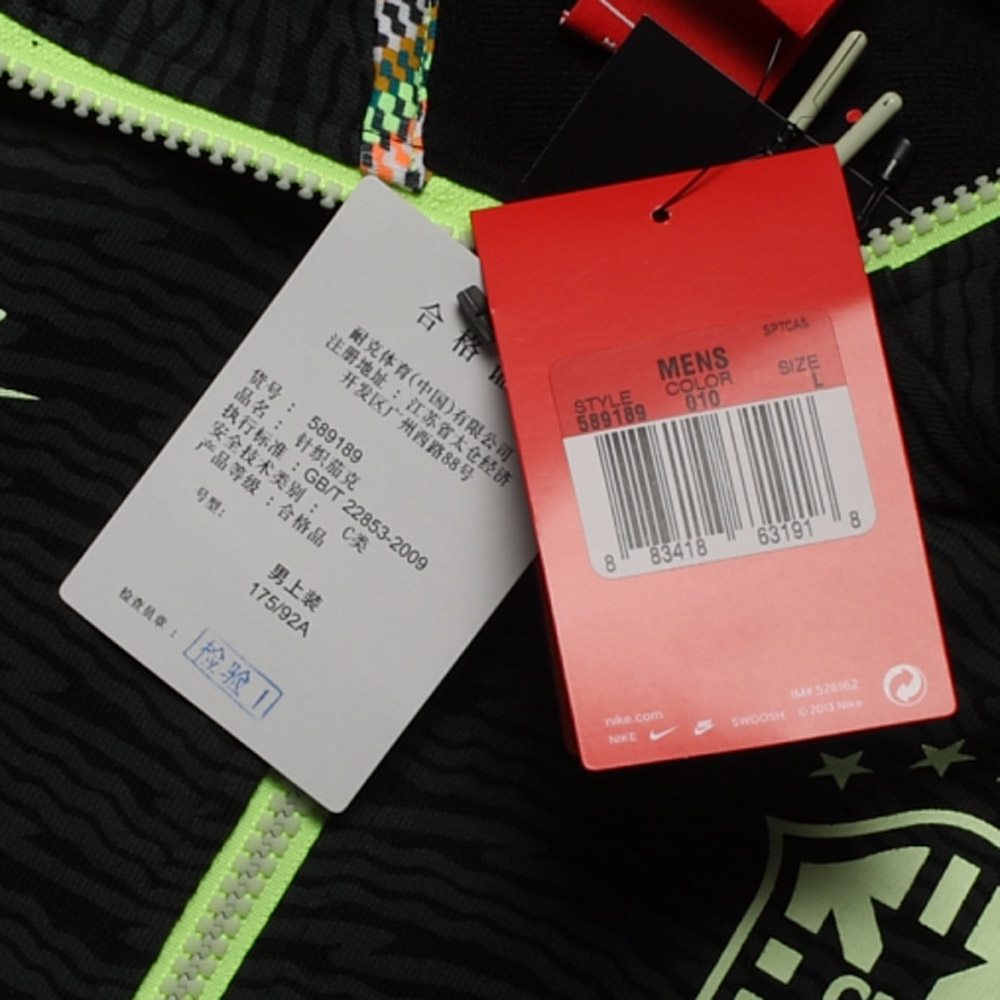 合格品
耐克体育(中国)有限公司
注册地址：江苏省太仓经济
开发区广州西路88号
货号： 589189
品名： 针织茄克
执行标准：GB/T 22853-2009
安全技术类别： C类
产品等级：合格品
号型：
男上装
175/92A
检查员章：
检验 1
SPTCAS
MENS
STYLE COLOR SIZE
589189 010 L
8 83418 63191 8
nike.com IM# 526162
NIKE SWOOSH © 2013 Nike